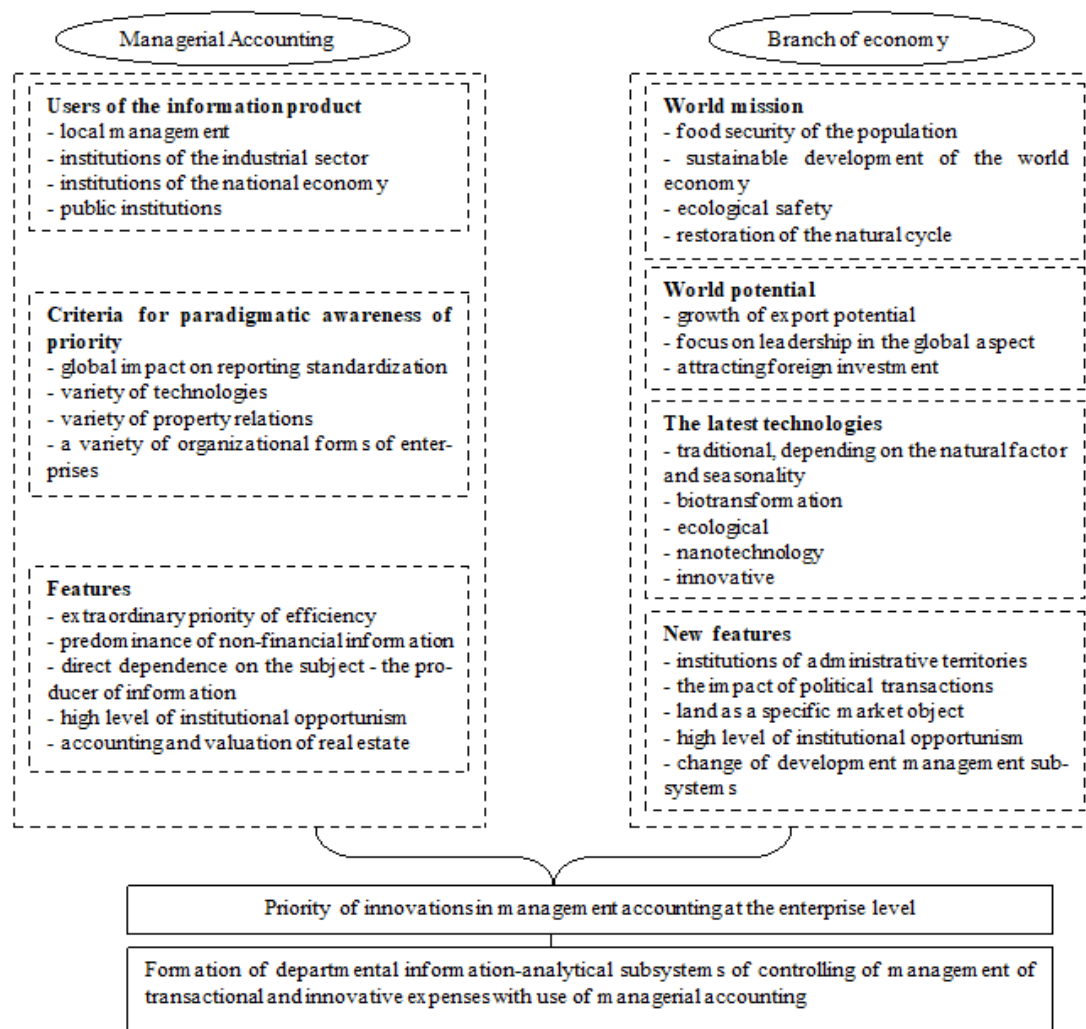 Managerial Accounting
Users of the information product
- local management
- institutions of the industrial sector
- institutions of the national economy
- public institutions
Criteria for paradigmatic awareness of
priority
- global impact on reporting standardization
- variety of technologies
- variety of property relations
- a variety of organizational forms of enter-
prises
Features
- extraordinary priority of efficiency
- predominance of non-financial information
- direct dependence on the subject - the pro-
ducer of information
- high level of institutional opportunism
- accounting and valuation of real estate
Branch of economy
World mission
- food security of the population
- sustainable development of the world
economy
- ecological safety
- restoration of the natural cycle
World potential
- growth of export potential
- focus on leadership in the global aspect
- attracting foreign investment
The latest technologies
- traditional, depending on the natural factor
and seasonality
- biotransformation
- ecological
- nanotechnology
- innovative
New features
- institutions of administrative territories
- the impact of political transactions
- land as a specific market object
- high level of institutional opportunism
- change of development management sub-
systems
Priority of innovations in management accounting at the enterprise level
Formation of departmental information-analytical subsystems of controlling of management of
transactional and innovative expenses with use of managerial accounting